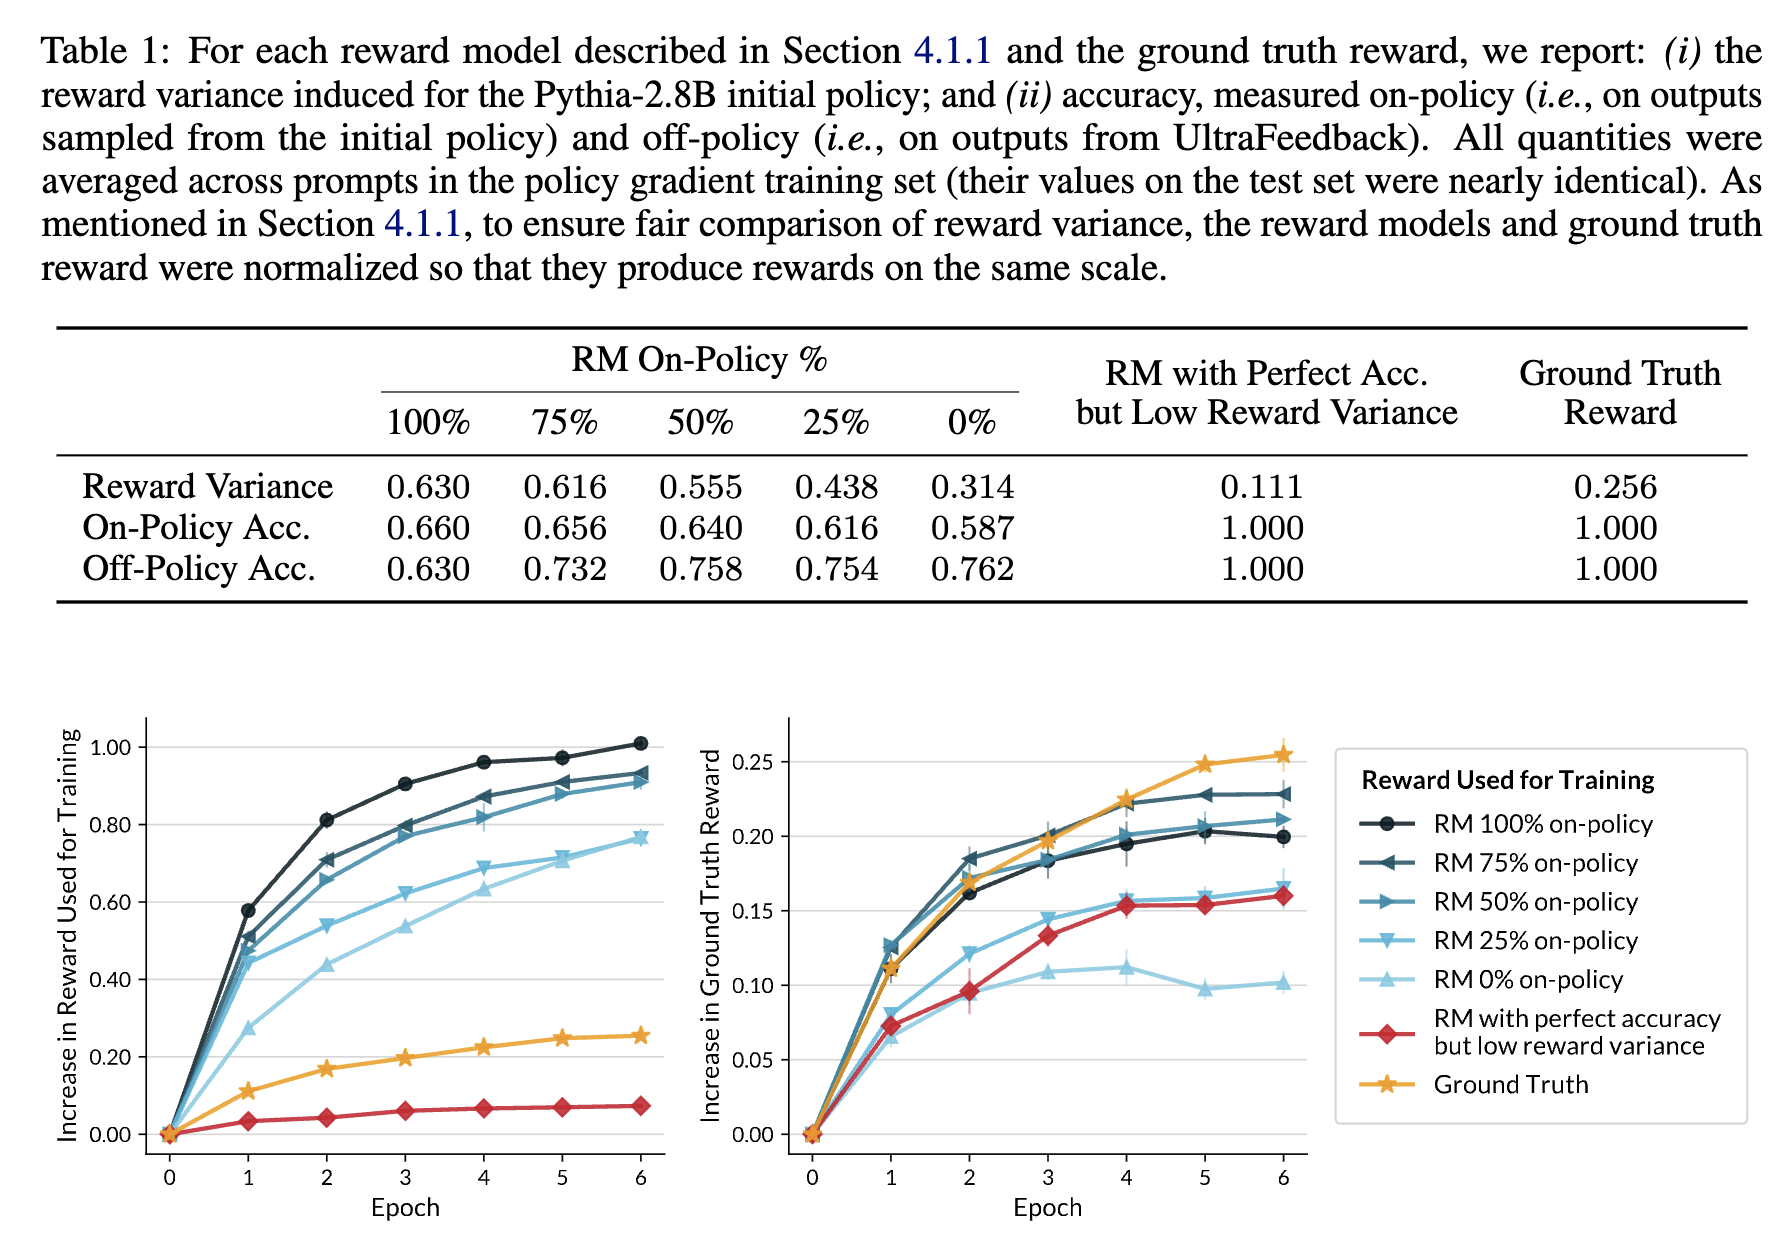 Table 1: For each reward model described in Section 4.1.1 and the ground truth reward, we report: (i) the
reward variance induced for the Pythia-2.8B initial policy; and (ii) accuracy, measured on-policy (i.e., on outputs
sampled from the initial policy) and off-policy (i.e., on outputs from UltraFeedback). All quantities were
averaged across prompts in the policy gradient training set (their values on the test set were nearly identical). As
mentioned in Section 4.1.1, to ensure fair comparison of reward variance, the reward models and ground truth
reward were normalized so that they produce rewards on the same scale.
RM On-Policy %
RM with Perfect Acc.
but Low Reward Variance
Ground Truth
Reward
100% 75% 50% 25% 0%
Reward Variance 0.630 0.616 0.555 0.438 0.314 0.111 0.256
On-Policy Acc. 0.660 0.656 0.640 0.616 0.587 1.000 1.000
Off-Policy Acc. 0.630 0.732 0.758 0.754 0.762 1.000 1.000
Increase in Reward Used for Training
1.00
0.80
0.60
0.40
0.20
0.00
0 1 2 3 4 5 6
Epoch
Increase in Ground Truth Reward
0.25
0.20
0.15
0.10
0.05
0.00
0 1 2 3 4 5 6
Epoch
Reward Used for Training
RM 100% on-policy
RM 75% on-policy
RM 50% on-policy
RM 25% on-policy
RM 0% on-policy
RM with perfect accuracy
but low reward variance
Ground Truth